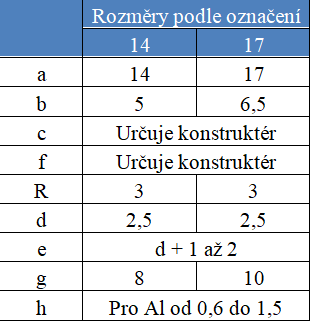 Rozměry podle označení
14 17
a 14 17
b 5 6,5
c Určuje konstruktér
f Určuje konstruktér
R 3 3
d 2,5 2,5
e d + 1 až 2
g 8 10
h Pro Al od 0,6 do 1,5